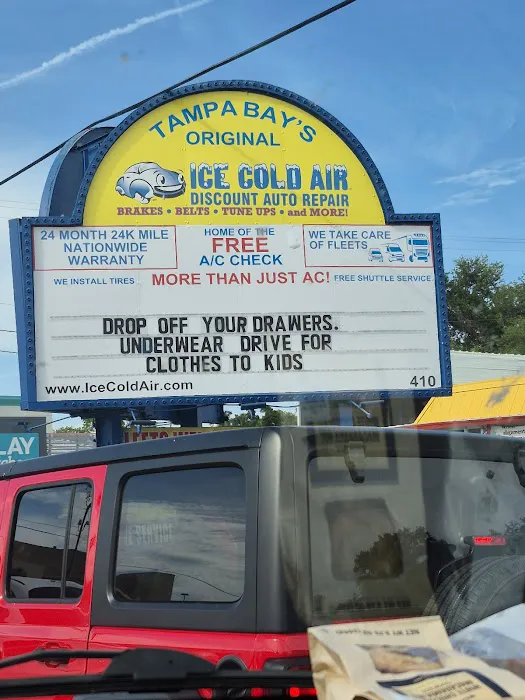 TAMPA BAY'S
ORIGINAL
ICE COLD AIR
DISCOUNT AUTO REPAIR
BRAKES • BELTS • TUNE UPS • and MORE!
24 MONTH 24K MILE
NATIONWIDE
WARRANTY
HOME OF THE
FREE
A/C CHECK
WE TAKE CARE
OF FLEETS
WE INSTALL TIRES
MORE THAN JUST AC!
FREE SHUTTLE SERVICE
DROP OFF YOUR DRAWERS.
UNDERWEAR DRIVE FOR
CLOTHES TO KIDS
www.IceColdAir.com
410
LAY